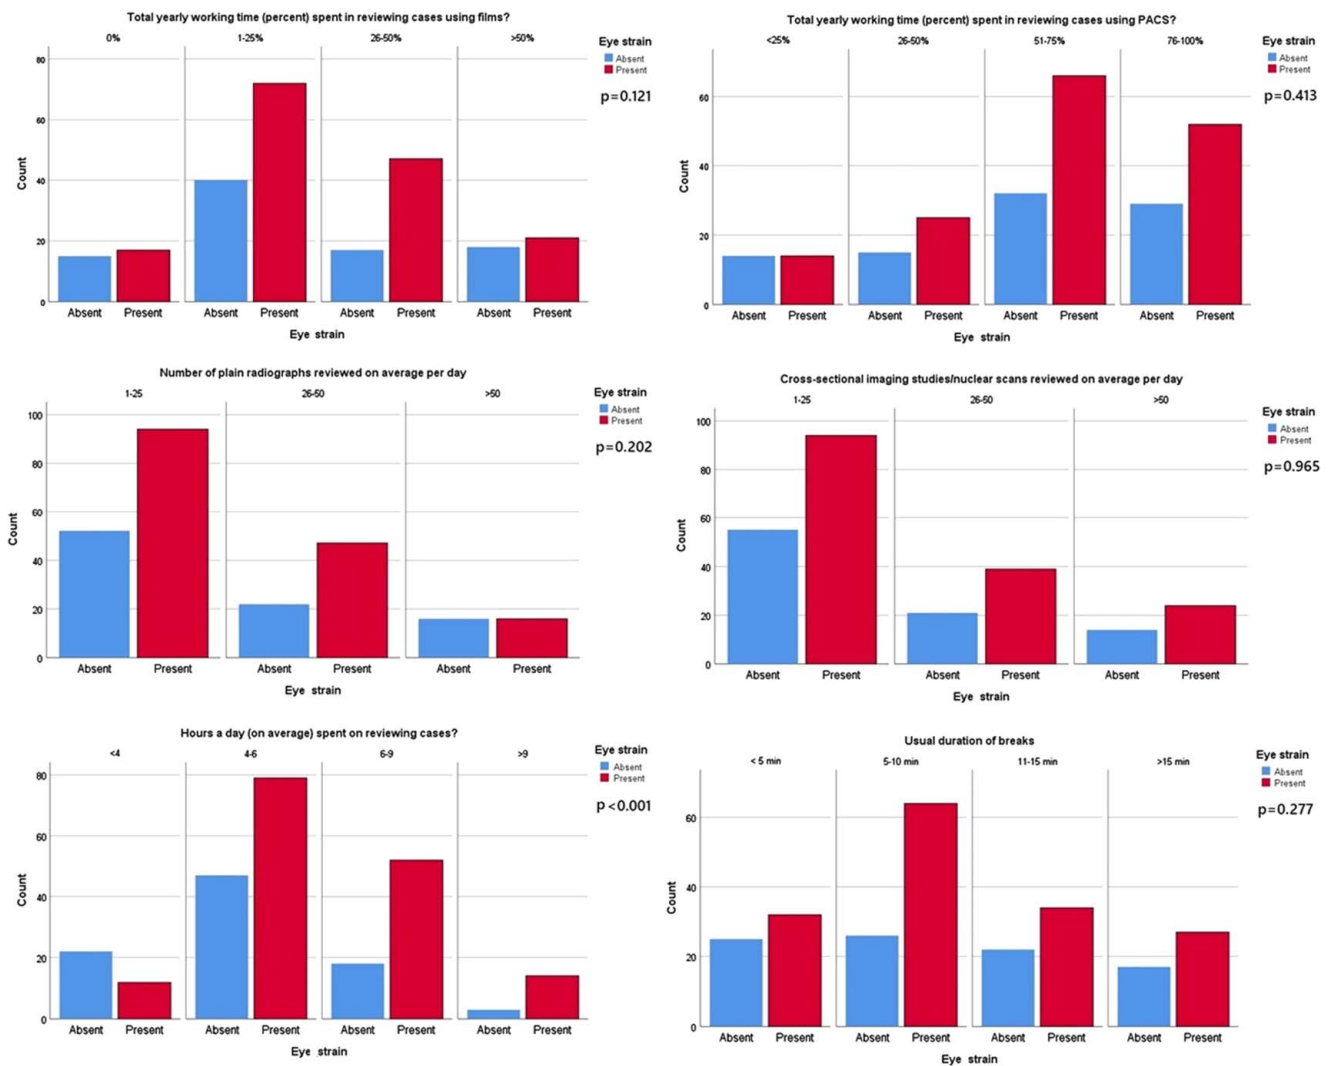 Total yearly working time (percent) spent in reviewing cases using films?
0% 1-25% 26-50% >50%
Eye strain
Absent
Present
p=0.121
80
60
40
20
0
Count
Absent Present Absent Present Absent Present Absent Present
Eye strain
Total yearly working time (percent) spent in reviewing cases using PACS?
<25% 26-50% 51-75% 76-100%
Eye strain
Absent
Present
p=0.413
60
40
20
0
Count
Absent Present Absent Present Absent Present Absent Present
Eye strain
Number of plain radiographs reviewed on average per day
1-25 26-50 >50
Eye strain
Absent
Present
p=0.202
100
80
60
40
20
0
Count
Absent Present Absent Present Absent Present
Eye strain
Cross-sectional imaging studies/nuclear scans reviewed on average per day
1-25 26-50 >50
Eye strain
Absent
Present
p=0.965
100
80
60
40
20
0
Count
Absent Present Absent Present Absent Present
Eye strain
Hours a day (on average) spent on reviewing cases?
<4 4-6 6-9 >9
Eye strain
Absent
Present
p<0.001
80
60
40
20
0
Count
Absent Present Absent Present Absent Present Absent Present
Eye strain
Usual duration of breaks
< 5 min 5-10 min 11-15 min >15 min
Eye strain
Absent
Present
p=0.277
60
40
20
0
Count
Absent Present Absent Present Absent Present Absent Present
Eye strain